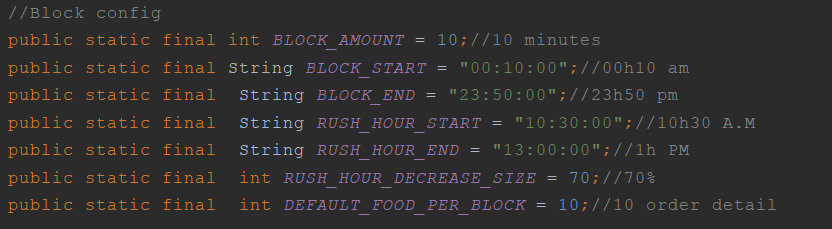 //Block config
public static final int BLOCK_AMOUNT = 10;//10 minutes
public static final String BLOCK_START = "00:10:00";//00h10 am
public static final  String BLOCK_END = "23:50:00";//23h50 pm
public static final  String RUSH_HOUR_START = "10:30:00";//10h30 A.M
public static final  String RUSH_HOUR_END = "13:00:00";//1h PM
public static final  int RUSH_HOUR_DECREASE_SIZE = 70;//70%
public static final  int DEFAULT_FOOD_PER_BLOCK = 10;//10 order detail